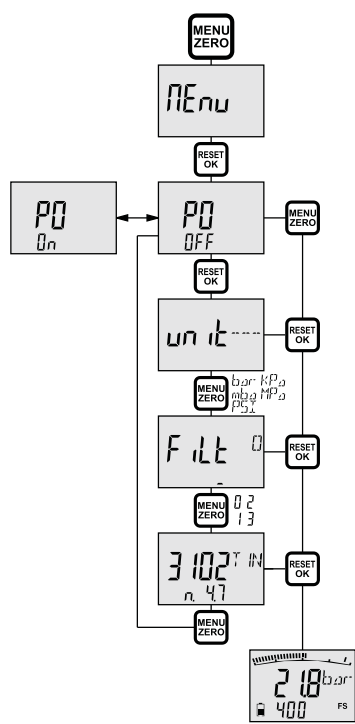 MENU
ZERO
MEnu
RESET
OK
P0
On
P0
OFF
MENU
ZERO
RESET
OK
unit----
RESET
OK
MENU
ZERO
bar KPa
mba MPa
PSI
FiLt 0
-
RESET
OK
MENU
ZERO
0 2
1 3
3102 T IN
n. 4.7
RESET
OK
MENU
ZERO
21.8 bar
400 FS